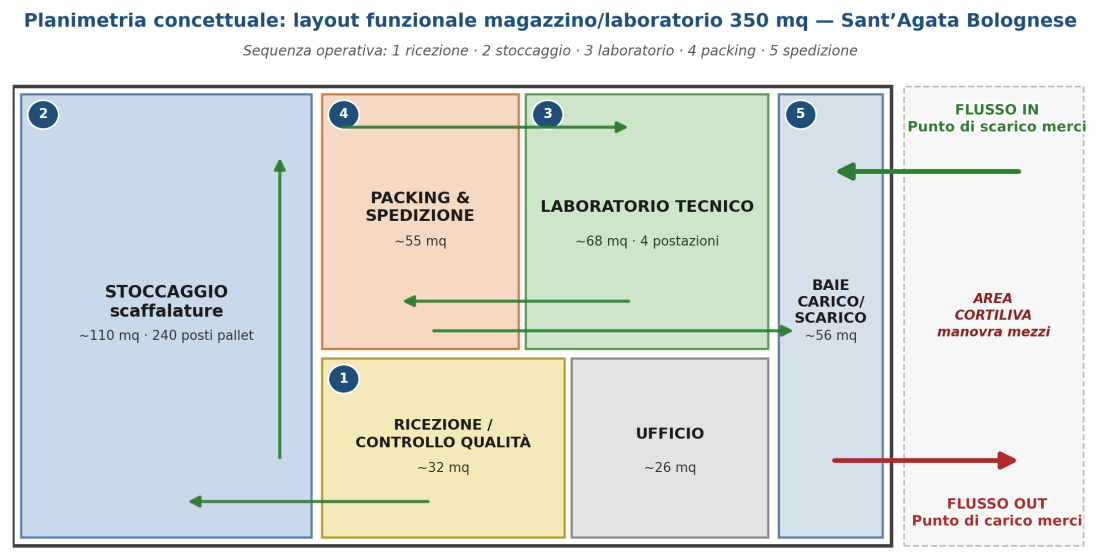 Planimetria concettuale: layout funzionale magazzino/laboratorio 350 mq — Sant’Agata Bolognese
Sequenza operativa: 1 ricezione · 2 stoccaggio · 3 laboratorio · 4 packing · 5 spedizione
2
STOCCAGGIO
scaffalature
~110 mq · 240 posti pallet
4
PACKING &
SPEDIZIONE
~55 mq
3
LABORATORIO TECNICO
~68 mq · 4 postazioni
1
RICEZIONE /
CONTROLLO QUALITÀ
~32 mq
UFFICIO
~26 mq
5
BAIE
CARICO/
SCARICO
~56 mq
FLUSSO IN
Punto di scarico merci
AREA
CORTILIVA
manovra mezzi
FLUSSO OUT
Punto di carico merci